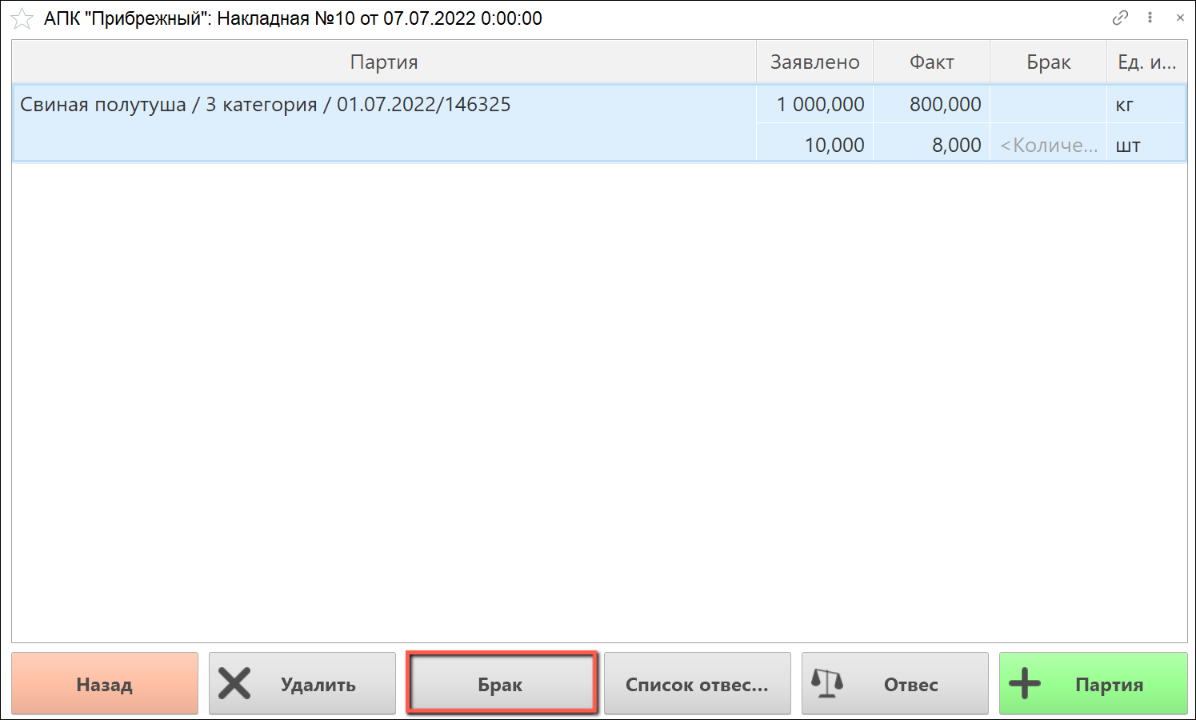 АПК "Прибрежный": Накладная №10 от 07.07.2022 0:00:00
Партия Заявлено Факт Брак Ед. и...
Свиная полутуша / 3 категория / 01.07.2022/146325 1 000,000 800,000 кг
10,000 8,000 <Количе... шт
Назад Удалить Брак Список отвес... Отвес Партия